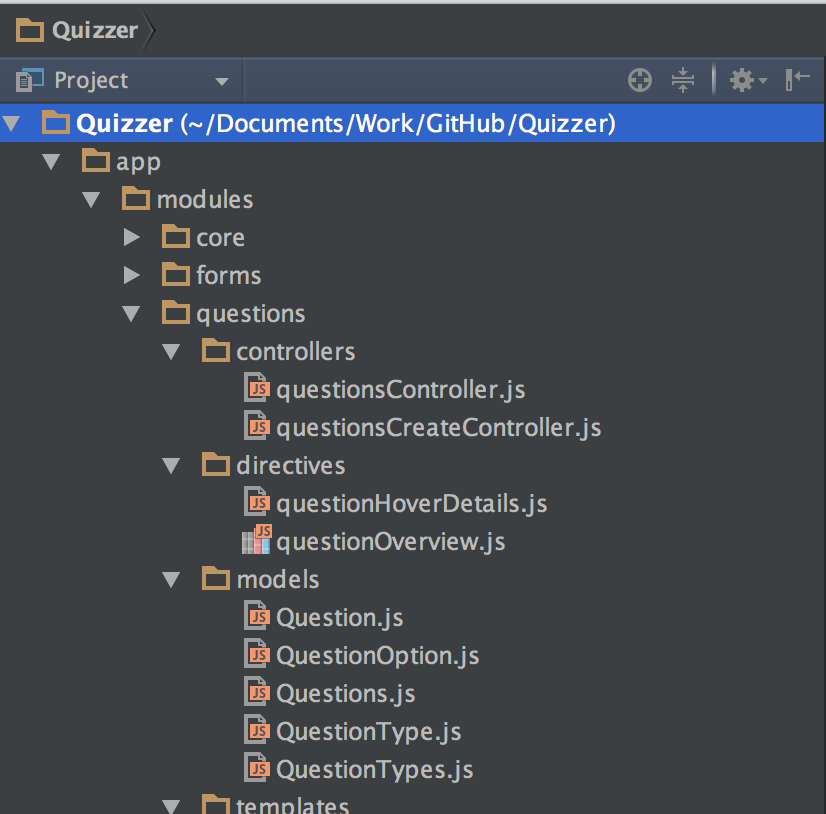 Quizzer
Project
Quizzer (~/Documents/Work/GitHub/Quizzer)
app
modules
core
forms
questions
controllers
JS questionsController.js
JS questionsCreateController.js
directives
JS questionHoverDetails.js
JS questionOverview.js
models
JS Question.js
JS QuestionOption.js
JS Questions.js
JS QuestionType.js
JS QuestionTypes.js
templates